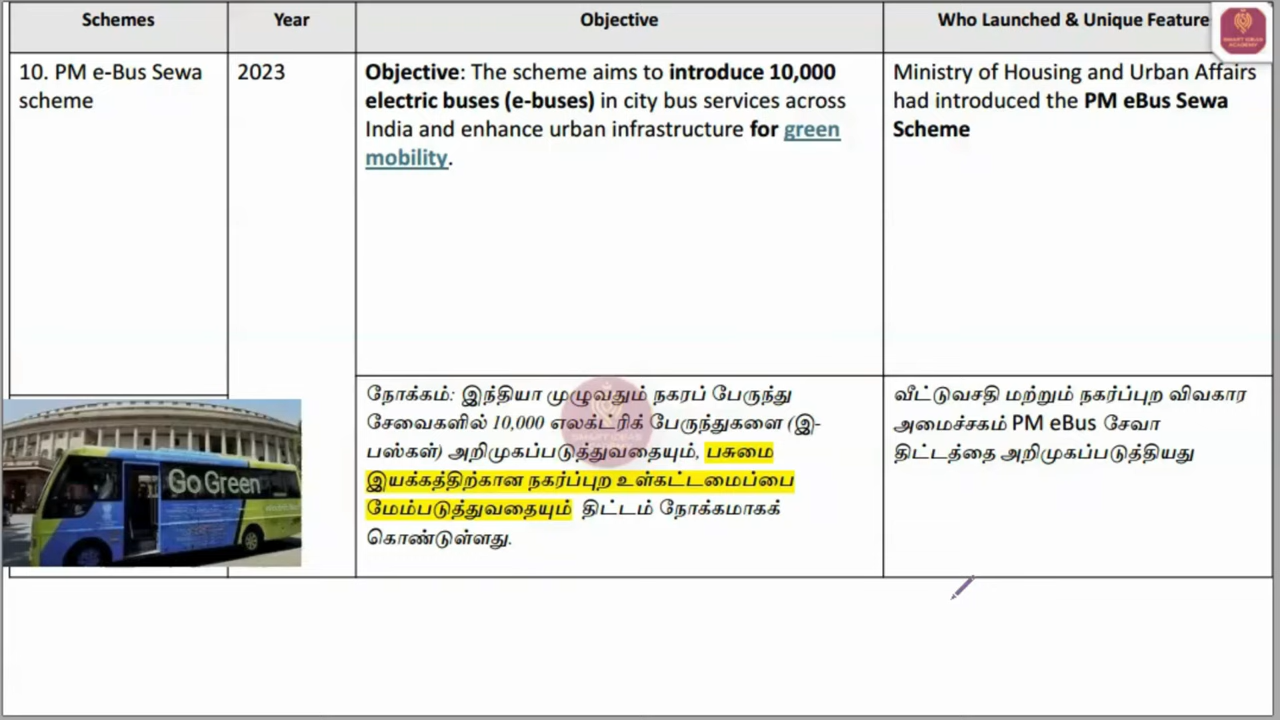 Schemes
Year
Objective
Who Launched & Unique Feature
SMART IDEAS
ACADEMY
10. PM e-Bus Sewa
scheme
2023
Objective: The scheme aims to introduce 10,000
electric buses (e-buses) in city bus services across
India and enhance urban infrastructure for green
mobility.
Ministry of Housing and Urban Affairs
had introduced the PM eBus Sewa
Scheme
Go Green
நோக்கம்: இந்தியா முழுவதும் நகரப் பேருந்து
சேவைகளில் 10,000 எலக்ட்ரிக் பேருந்துகளை (இ-
பஸ்கள்) அறிமுகப்படுத்துவதையும், பசுமை
இயக்கத்திற்கான நகர்ப்புற உள்கட்டமைப்பை
மேம்படுத்துவதையும் திட்டம் நோக்கமாகக்
கொண்டுள்ளது.
வீட்டுவசதி மற்றும் நகர்ப்புற விவகார
அமைச்சகம் PM eBus சேவா
திட்டத்தை அறிமுகப்படுத்தியது